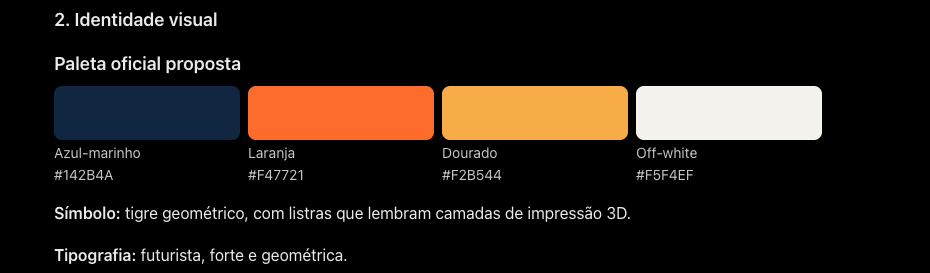 2. Identidade visual
Paleta oficial proposta
Azul-marinho
Laranja
Dourado
Off-white
#142B4A
#F47721
#F2B544
#F5F4EF
Símbolo: tigre geométrico, com listras que lembram camadas de impressão 3D.
Tipografia: futurista, forte e geométrica.